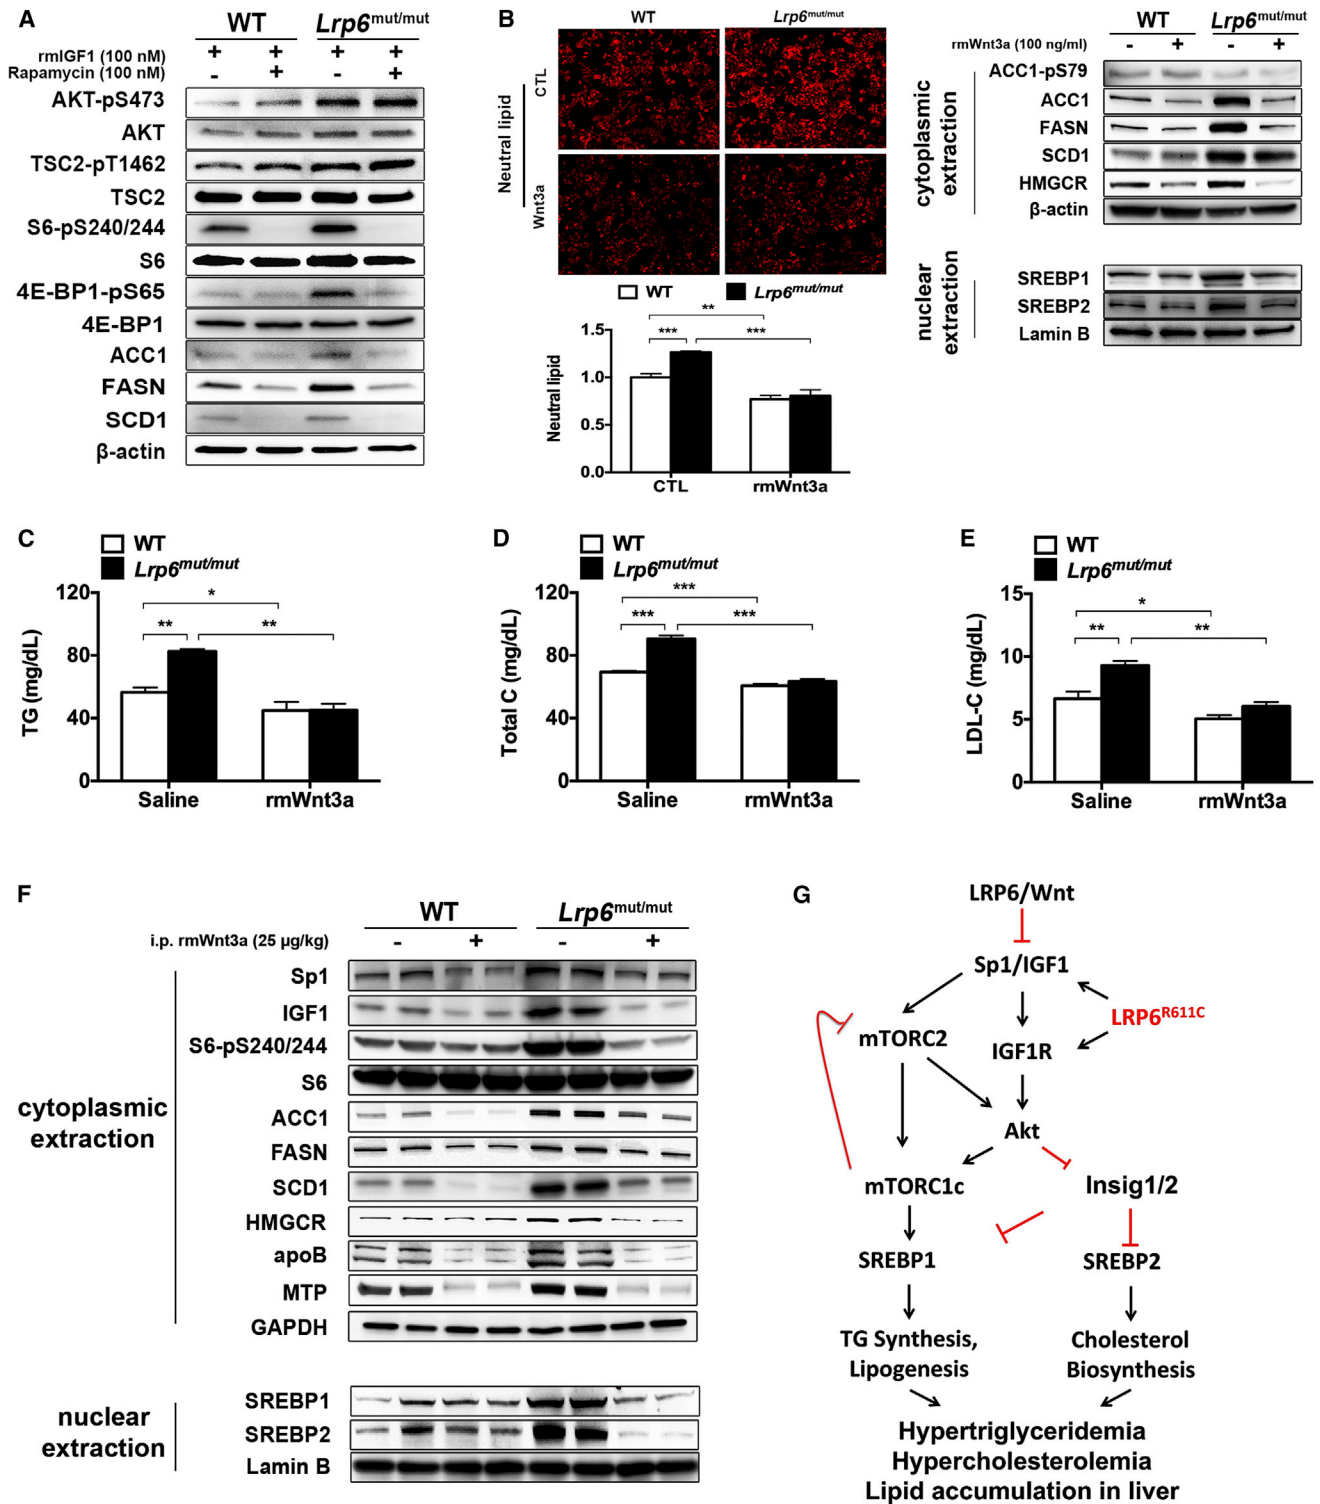 A
WT
Lrp6mut/mut
rmIGF1 (100 nM)
+ + + +
Rapamycin (100 nM)
- + - +
AKT-pS473
AKT
TSC2-pT1462
TSC2
S6-pS240/244
S6
4E-BP1-pS65
4E-BP1
ACC1
FASN
SCD1
β-actin
B
WT
Lrp6mut/mut
Neutral lipid
CTL
Wnt3a
WT
Lrp6mut/mut
**
***
***
Neutral lipid
1.5
1.0
0.5
0.0
CTL
rmWnt3a
WT
Lrp6mut/mut
rmWnt3a (100 ng/ml)
- + - +
cytoplasmic
extraction
ACC1-pS79
ACC1
FASN
SCD1
HMGCR
β-actin
nuclear
extraction
SREBP1
SREBP2
Lamin B
C
WT
Lrp6mut/mut
*
**
**
TG (mg/dL)
120
80
40
0
Saline
rmWnt3a
D
WT
Lrp6mut/mut
***
***
***
Total C (mg/dL)
120
80
40
0
Saline
rmWnt3a
E
WT
Lrp6mut/mut
*
**
**
LDL-C (mg/dL)
15
10
5
0
Saline
rmWnt3a
F
WT
Lrp6mut/mut
i.p. rmWnt3a (25 μg/kg)
- + - +
cytoplasmic
extraction
Sp1
IGF1
S6-pS240/244
S6
ACC1
FASN
SCD1
HMGCR
apoB
MTP
GAPDH
nuclear
extraction
SREBP1
SREBP2
Lamin B
G
LRP6/Wnt
Sp1/IGF1
LRP6R611C
mTORC2
IGF1R
Akt
mTORC1c
Insig1/2
SREBP1
SREBP2
TG Synthesis,
Lipogenesis
Cholesterol
Biosynthesis
Hypertriglyceridemia
Hypercholesterolemia
Lipid accumulation in liver